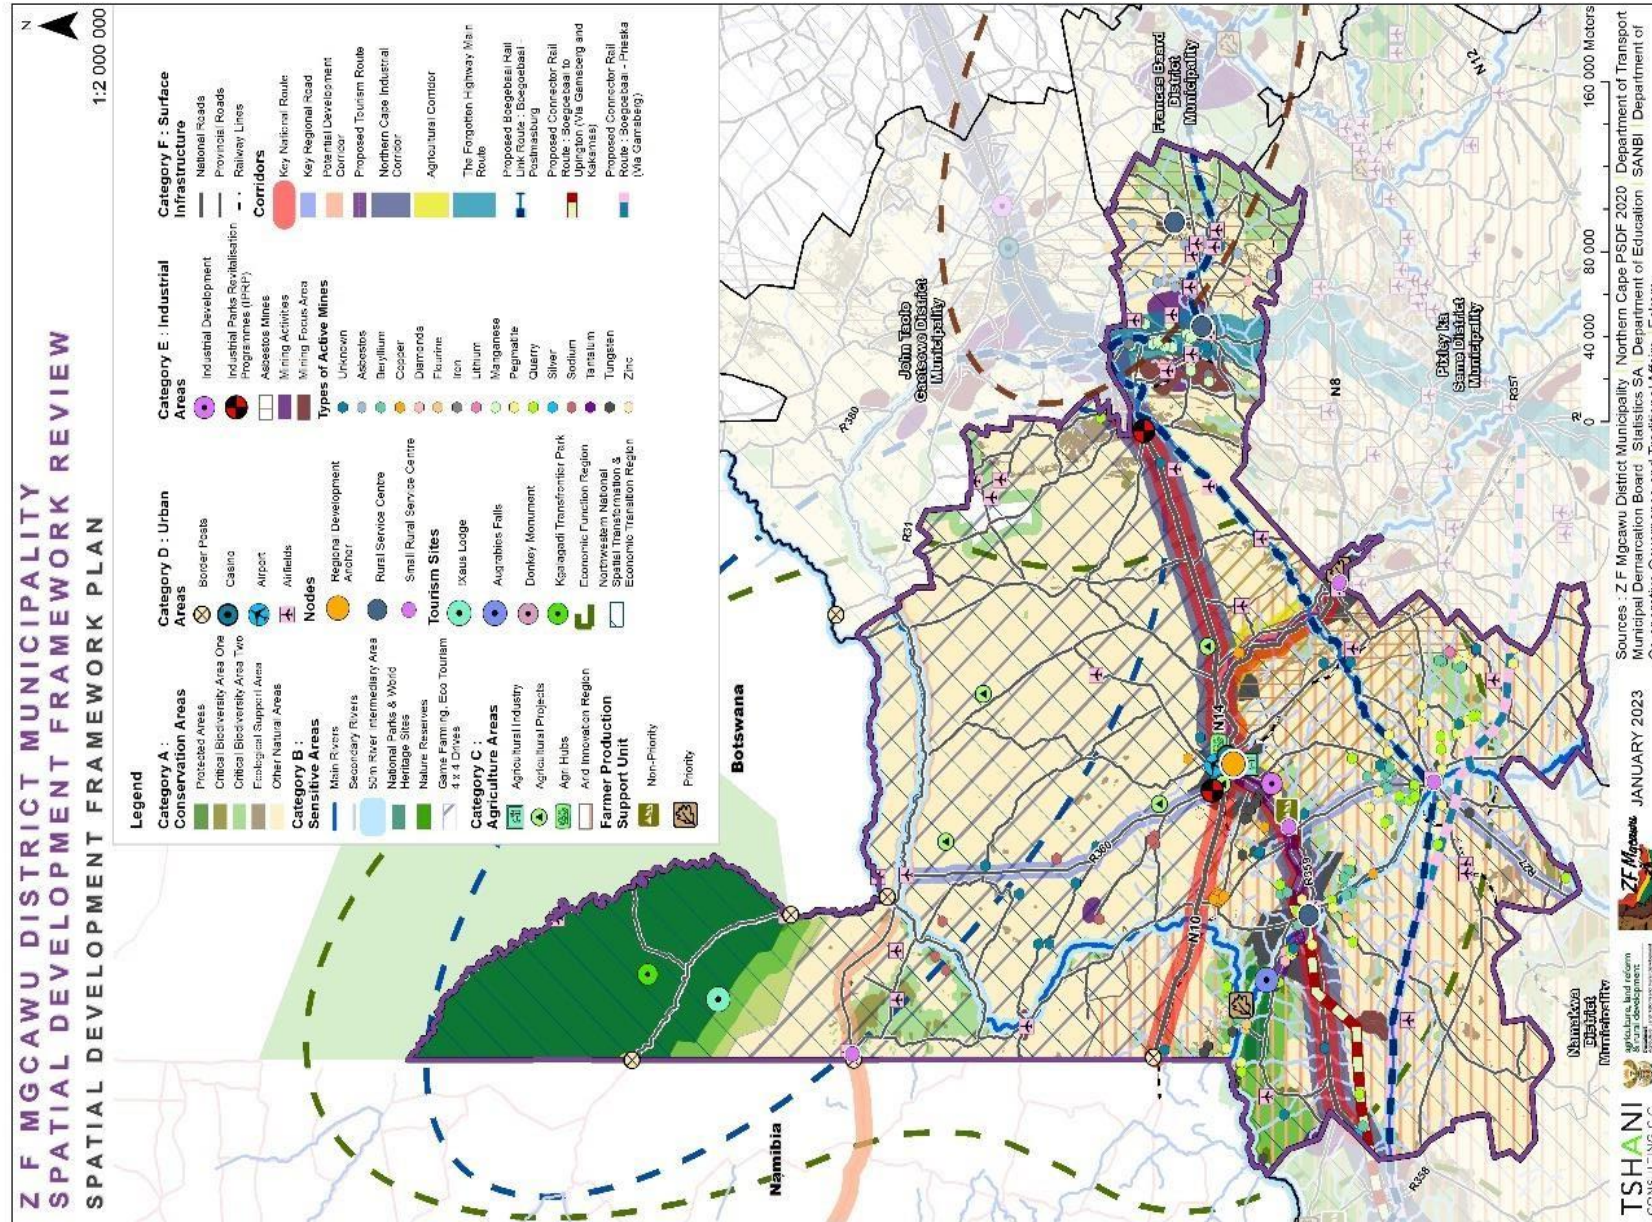 Z F MGCAWU DISTRICT MUNICIPALITY
SPATIAL DEVELOPMENT FRAMEWORK REVIEW
SPATIAL DEVELOPMENT FRAMEWORK PLAN
N
1:2 000 000
Legend
Category A :
Conservation Areas
Protected Areas
Critical Biodiversity Area One
Critical Biodiversity Area Two
Ecological Support Area
Other Natural Areas
Category B :
Sensitive Areas
Main Rivers
Secondary Rivers
50m River Intermediary Area
National Parks & World
Heritage Sites
Nature Reserves
Game Farming, Eco Tourism
4 x 4 Drives
Category C :
Agriculture Areas
Agricultural Industry
Agricultural Projects
Agri Hubs
Arid Innovation Region
Farmer Production
Support Unit
Non-Priority
Priority
Category D : Urban
Areas
Border Posts
Casino
Airport
Airfields
Nodes
Regional Development
Anchor
Rural Service Centre
Small Rural Service Centre
Tourism Sites
!Xaus Lodge
Augrabies Falls
Donkey Monument
Kgalagadi Transfrontier Park
Economic Function Region
Northwestern National
Spatial Transformation &
Economic Transition Region
Category E : Industrial
Areas
Industrial Development
Industrial Parks Revitalisation
Programmes (IPRP)
Asbestos Mines
Mining Activities
Mining Focus Area
Types of Active Mines
Unknown
Asbestos
Beryllium
Copper
Diamonds
Flourine
Iron
Lithium
Manganese
Pegmatite
Quarry
Silver
Sodium
Tantalum
Tungsten
Zinc
Category F : Surface
Infrastructure
National Roads
Provincial Roads
Railway Lines
Corridors
Key National Route
Key Regional Road
Potential Development
Corridor
Proposed Tourism Route
Northern Cape Industrial
Corridor
Agricultural Corridor
The Forgotten Highway Main
Route
Proposed Boegebaai Rail
Link Route : Boegoebaai -
Postmasburg
Proposed Connector Rail
Route : Boegoebaai to
Upington (Via Gamsberg and
Kakamas)
Proposed Connector Rail
Route : Boegoebaai - Prieska
(Via Gamsberg)
Namibia
Botswana
John Taolo
Gaetsewe District
Municipality
Frances Baard
District
Municipality
Pixley ka
Seme District
Municipality
Namakwa
District
Municipality
R380
R31
R360
N14
N10
R359
R27
R358
N8
R357
N12
0 40 000 80 000 160 000 Meters
TSHANI
agriculture, land reform
& rural development
ZF Mgcawu
JANUARY 2023
Sources : Z F Mgcawu District Municipality | Northern Cape PSDF 2020 | Department of Transport
Municipal Demarcation Board | Statistics SA | Department of Education | SANBI | Department of